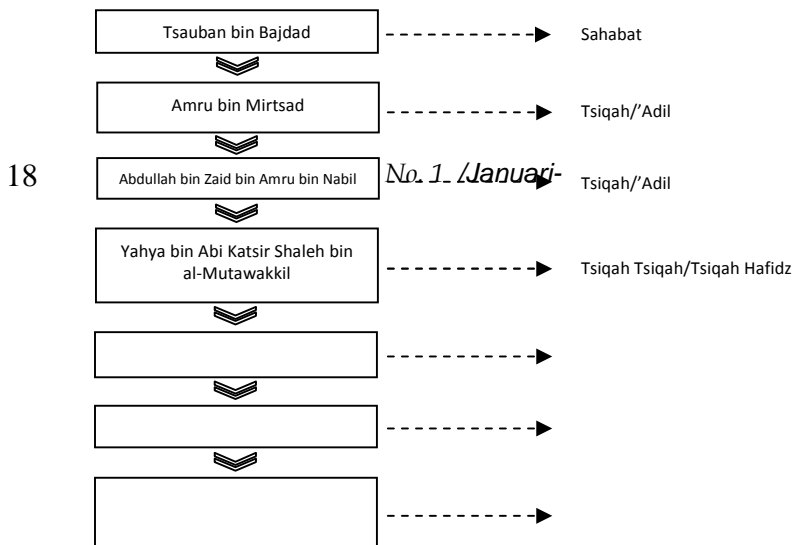 Tsauban bin Bajdad
Sahabat
Amru bin Mirtsad
Tsiqah/’Adil
18
Abdullah bin Zaid bin Amru bin Nabil
No. 1 /Januari-
Tsiqah/’Adil
Yahya bin Abi Katsir Shaleh bin
al-Mutawakkil
Tsiqah Tsiqah/Tsiqah Hafidz